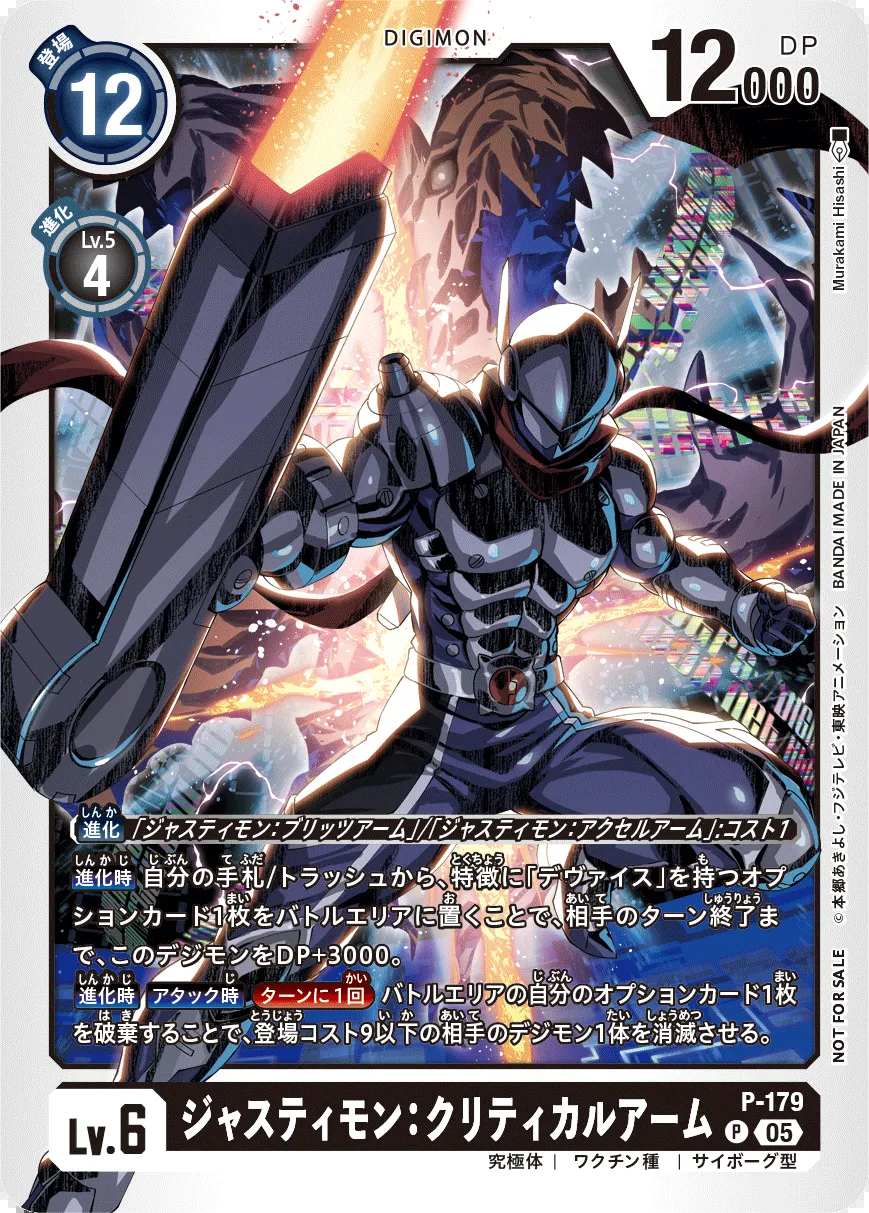 DIGIMON
登場
12
12000
DP
進化
Lv.5
4
Murakami Hisashi
BANDAI MADE IN JAPAN
©本郷あきよし・フジテレビ・東映アニメーション
NOT FOR SALE
進化 「ジャスティモン：ブリッツアーム」/「ジャスティモン：アクセルアーム」：コスト1
進化時 自分の手札/トラッシュから、特徴に「デヴァイス」を持つオプ
ションカード1枚をバトルエリアに置くことで、相手のターン終了ま
で、このデジモンをDP+3000。
進化時 アタック時 ターンに1回 バトルエリアの自分のオプションカード1枚
を破棄することで、登場コスト9以下の相手のデジモン1体を消滅させる。
Lv.6
ジャスティモン：クリティカルアーム
P-179
P 05
究極体 | ワクチン種 | サイボーグ型